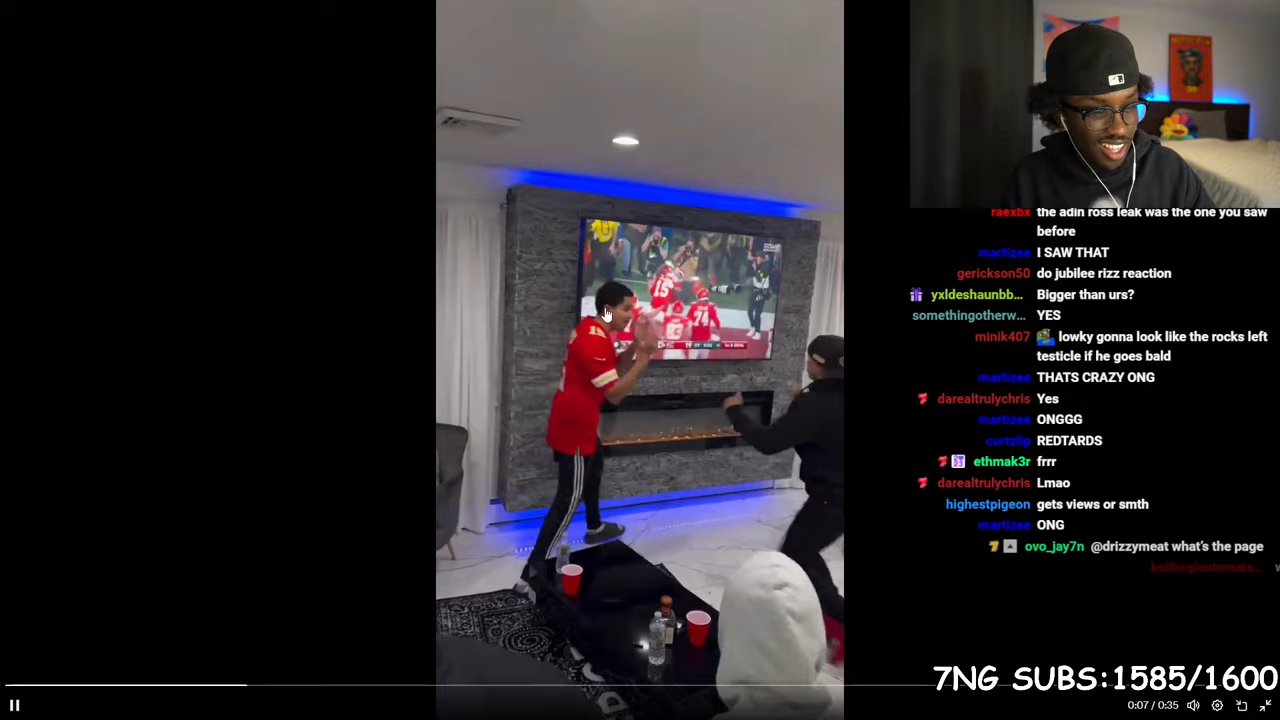 raexbx the adin ross leak was the one you saw
before
martizee I SAW THAT
gerickson50 do jubilee rizz reaction
yxldeshaunbb... Bigger than urs?
somethingotherw... YES
minik407 lowky gonna look like the rocks left
testicle if he goes bald
martizee THATS CRAZY ONG
darealtrulychris Yes
martizee ONGGG
curtzlip REDTARDS
ethmak3r frrr
darealtrulychris Lmao
highestpigeon gets views or smth
martizee ONG
ovo_jay7n @drizzymeat what's the page
7NG SUBS:1585/1600
0:07 / 0:35
15
74